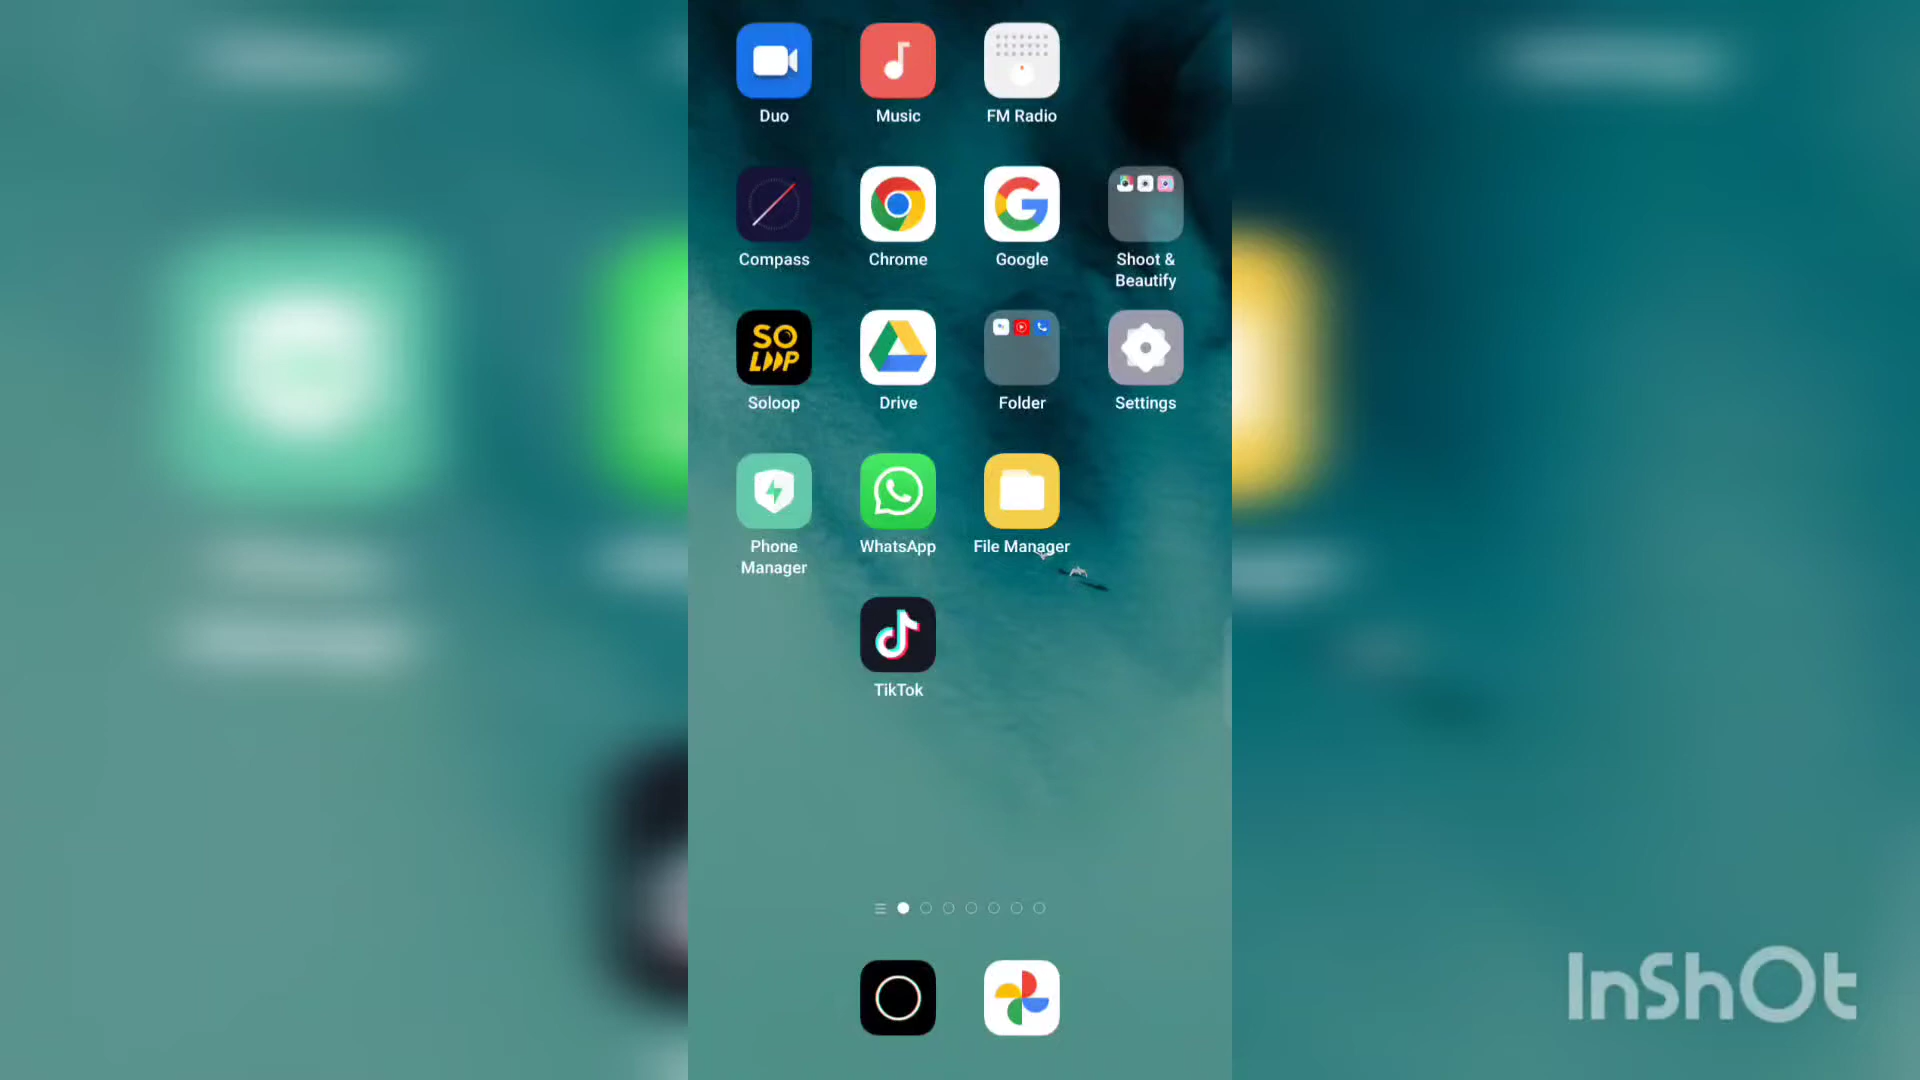 Duo
Music
FM Radio
Compass
Chrome
Google
Shoot &
Beautify
SO
LOOP
Soloop
Drive
Folder
Settings
Phone
Manager
WhatsApp
File Manager
TikTok
InShOt